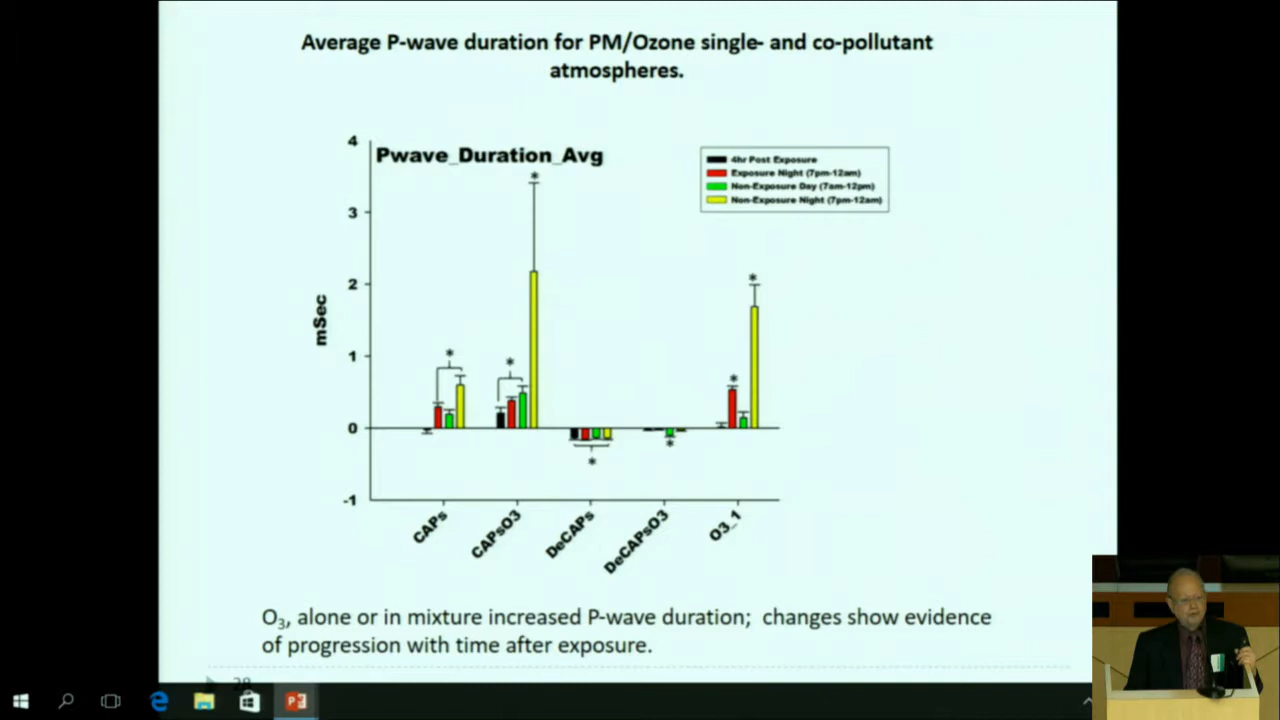 Average P-wave duration for PM/Ozone single- and co-pollutant
atmospheres.
Pwave_Duration_Avg
4hr Post Exposure
Exposure Night (7pm-12am)
Non-Exposure Day (7am-12pm)
Non-Exposure Night (7pm-12am)
mSec
4
3
2
1
0
-1
*
*
*
*
*
*
*
CAPs
CAPsO3
DeCAPs
DeCAPsO3
O3_1
O₃, alone or in mixture increased P-wave duration;  changes show evidence
of progression with time after exposure.
28